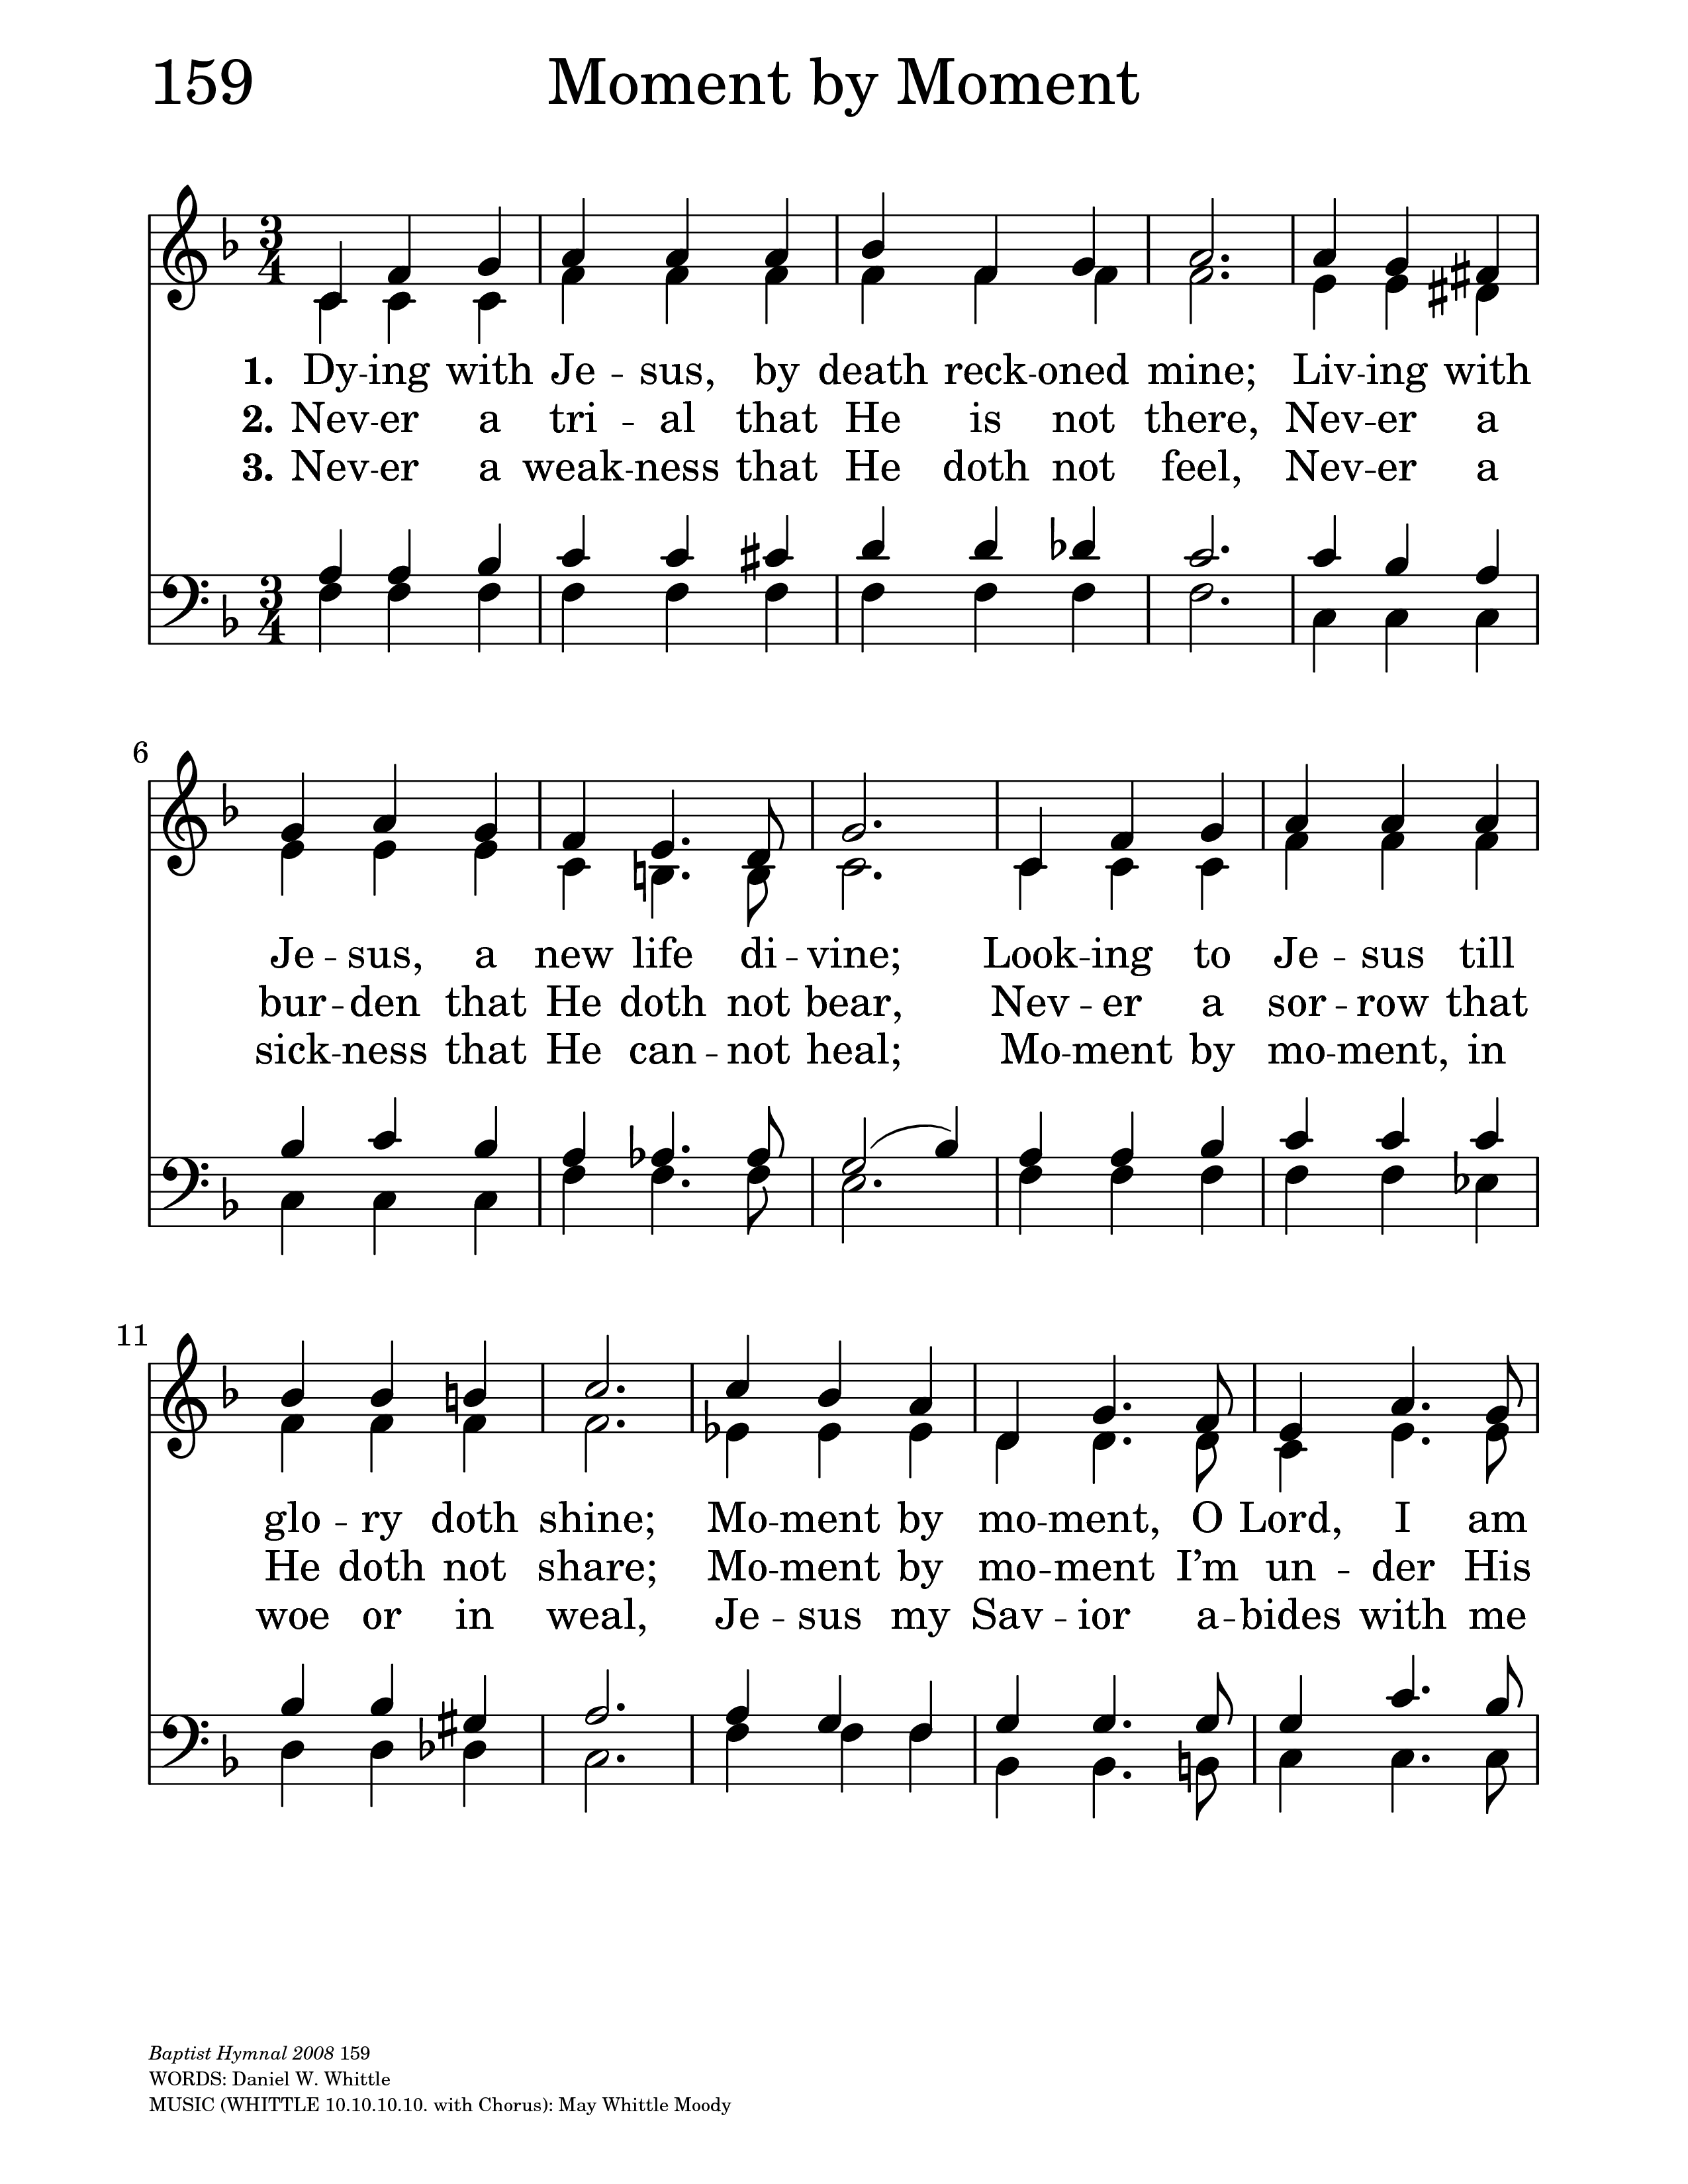 159 Moment by Moment
1. Dy -- ing with Je -- sus, by death reck -- oned mine; Liv -- ing with
2. Nev -- er a tri -- al that He is not there, Nev -- er a
3. Nev -- er a weak -- ness that He doth not feel, Nev -- er a
6
Je -- sus, a new life di -- vine; Look -- ing to Je -- sus till
bur -- den that He doth not bear, Nev -- er a sor -- row that
sick -- ness that He can -- not heal; Mo -- ment by mo -- ment, in
11
glo -- ry doth shine; Mo -- ment by mo -- ment, O Lord, I am
He doth not share; Mo -- ment by mo -- ment I’m un -- der His
woe or in weal, Je -- sus my Sav -- ior a -- bides with me
Baptist Hymnal 2008 159
WORDS: Daniel W. Whittle
MUSIC (WHITTLE 10.10.10.10. with Chorus): May Whittle Moody